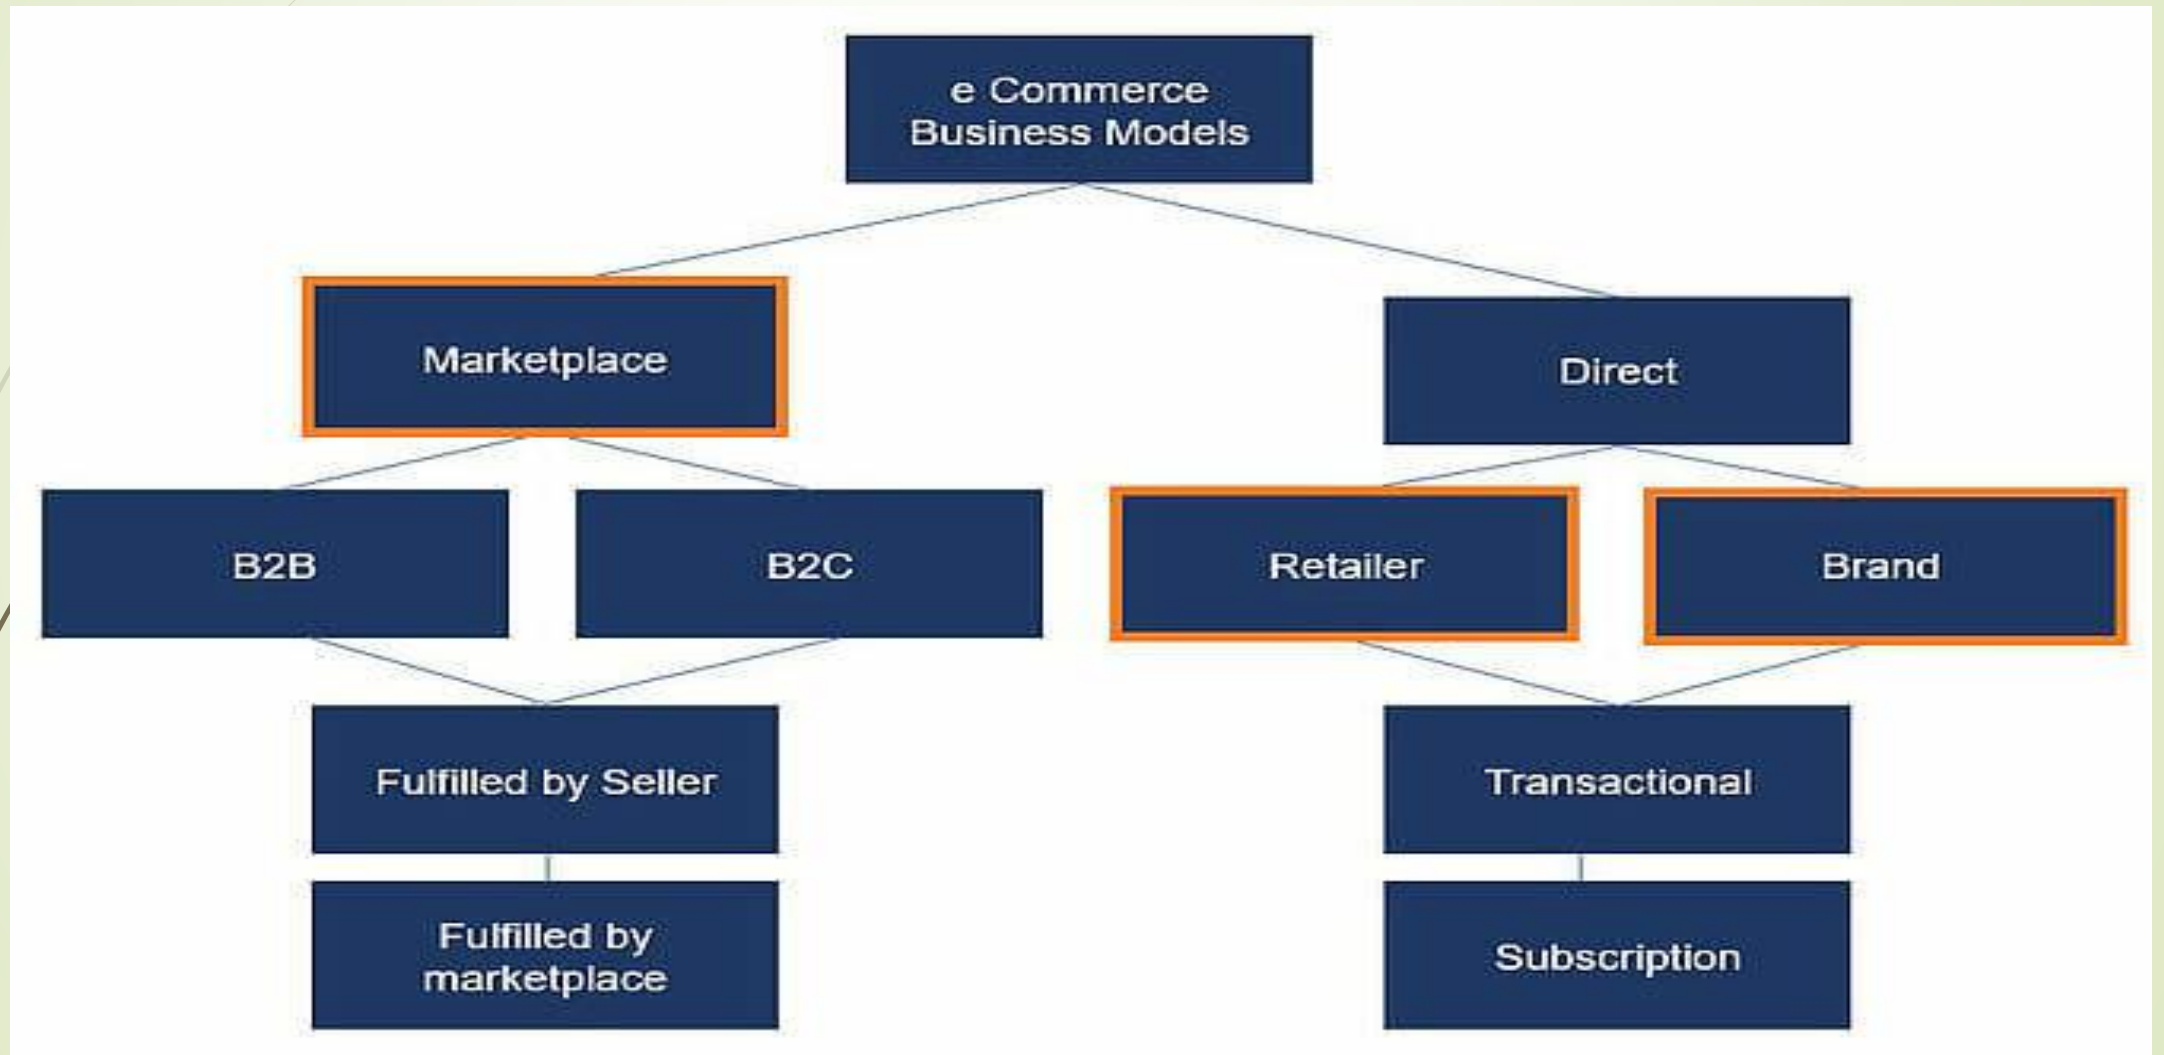 e Commerce
Business Models
Marketplace
Direct
B2B
B2C
Retailer
Brand
Fulfilled by Seller
Transactional
Fulfilled by
marketplace
Subscription